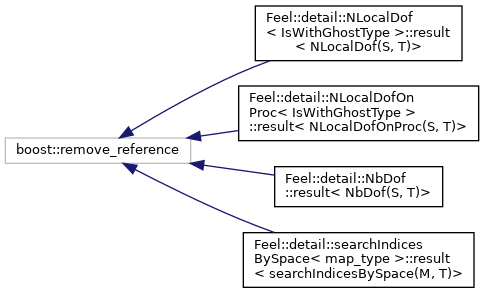 Feel::detail::NLocalDof
< IsWithGhostType >::result
< NLocalDof(S, T)>
Feel::detail::NLocalDofOn
Proc< IsWithGhostType >
::result< NLocalDofOnProc(S, T)>
boost::remove_reference
Feel::detail::NbDof
::result< NbDof(S, T)>
Feel::detail::searchIndices
BySpace< map_type >::result
< searchIndicesBySpace(M, T)>